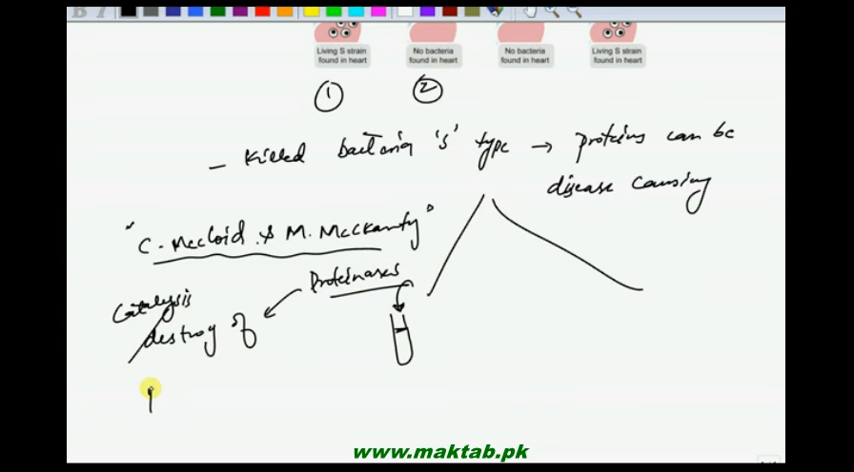 B I
Living S strain
found in heart
No bacteria
found in heart
No bacteria
found in heart
Living S strain
found in heart
1
2
- Killed bacteria 's' type → proteins can be
disease causing
"C. Mccloid & M. MccKamty"
Proteinases
Catalysis
destroy of
www.maktab.pk